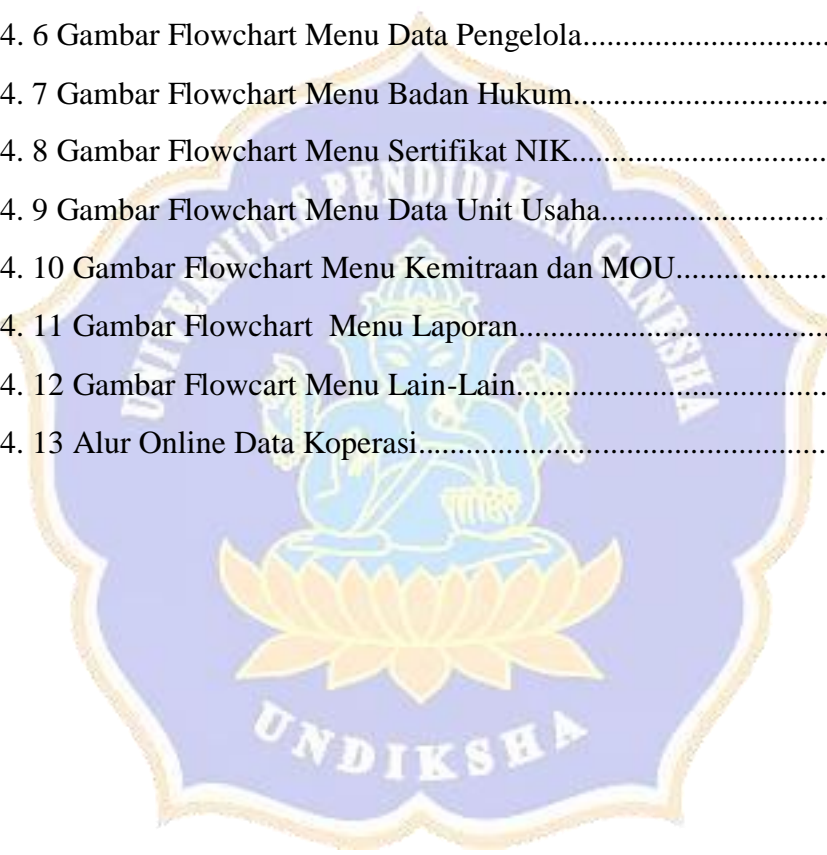 4. 6 Gambar Flowchart Menu Data Pengelola..............................
4. 7 Gambar Flowchart Menu Badan Hukum................................
4. 8 Gambar Flowchart Menu Sertifikat NIK................................
4. 9 Gambar Flowchart Menu Data Unit Usaha............................
4. 10 Gambar Flowchart Menu Kemitraan dan MOU...................
4. 11 Gambar Flowchart  Menu Laporan.......................................
4. 12 Gambar Flowcart Menu Lain-Lain.......................................
4. 13 Alur Online Data Koperasi....................................................
UNIVERSITAS PENDIDIKAN GANESHA
UNDIKSHA